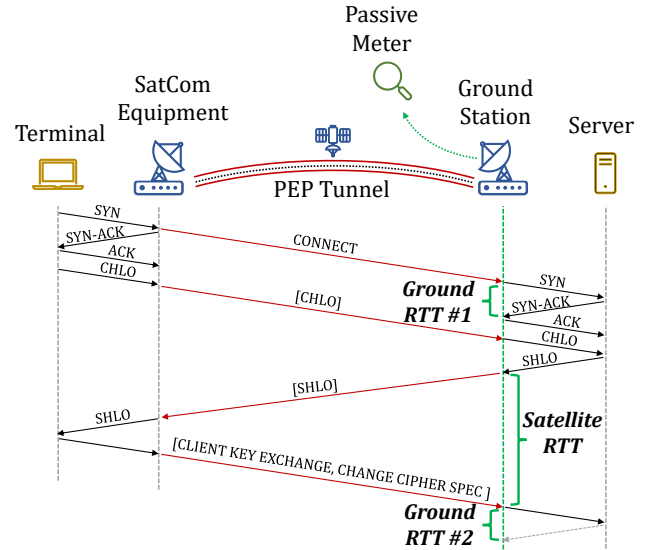 Passive
Meter
SatCom
Equipment
Ground
Station
Terminal
Server
PEP Tunnel
SYN
SYN-ACK
CONNECT
ACK
SYN
CHLO
Ground
RTT #1
SYN-ACK
[CHLO]
ACK
CHLO
SHLO
[SHLO]
SHLO
Satellite
RTT
[CLIENT KEY EXCHANGE, CHANGE CIPHER SPEC ]
Ground
RTT #2